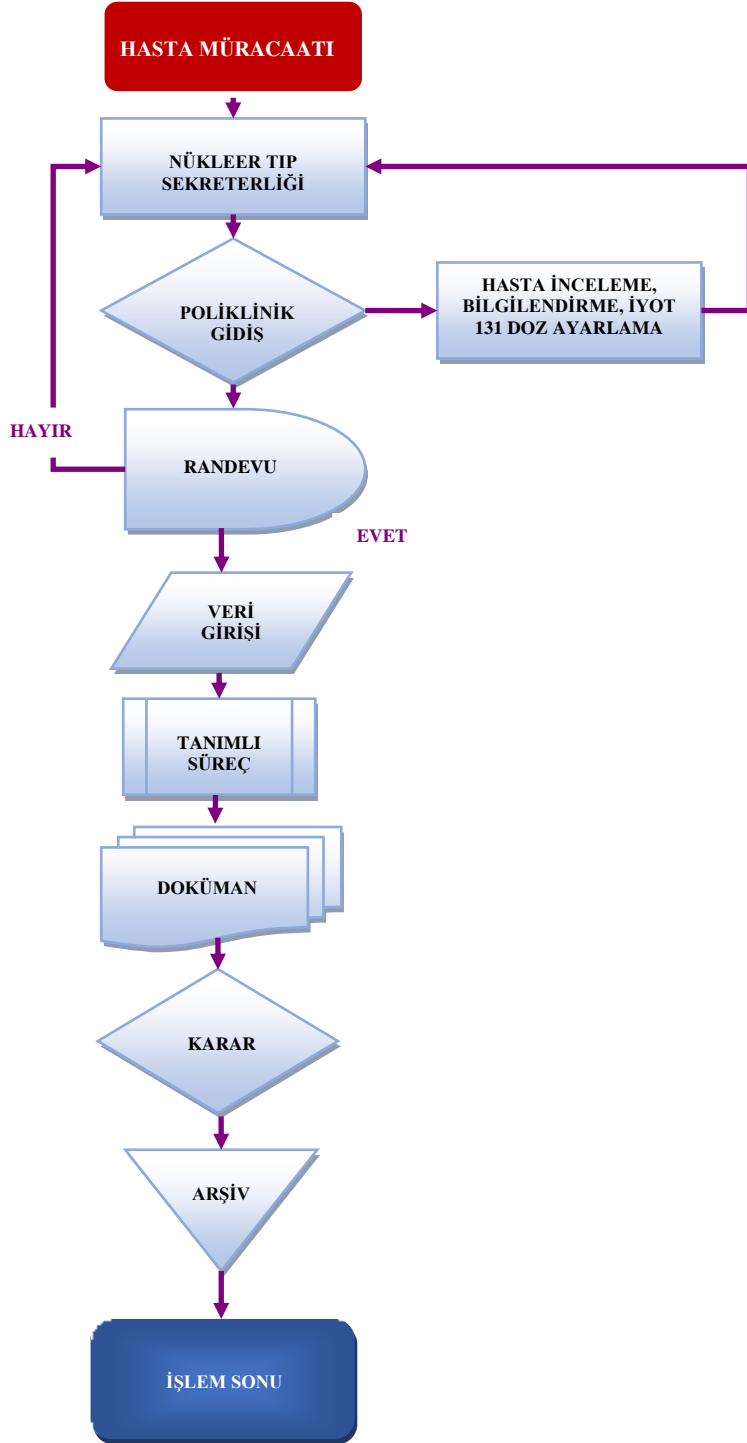 HASTA MÜRACAATI
NÜKLEER TIP
SEKRETERLİĞİ
POLİKLİNİK
GİDİŞ
HASTA İNCELEME,
BİLGİLENDİRME, İYOT
131 DOZ AYARLAMA
HAYIR
RANDEVU
EVET
VERİ
GİRİŞİ
TANIMLI
SÜREÇ
DOKÜMAN
KARAR
ARŞİV
İŞLEM SONU